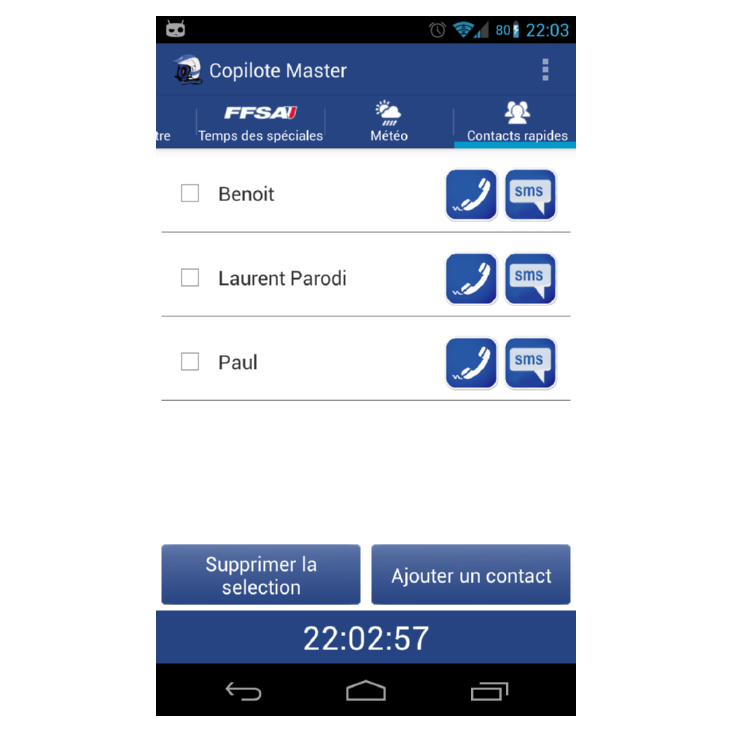 80 22:03
Copilote Master
FFSA
tre Temps des spéciales Météo Contacts rapides
Benoit sms
Laurent Parodi sms
Paul sms
Supprimer la
selection
Ajouter un contact
22:02:57